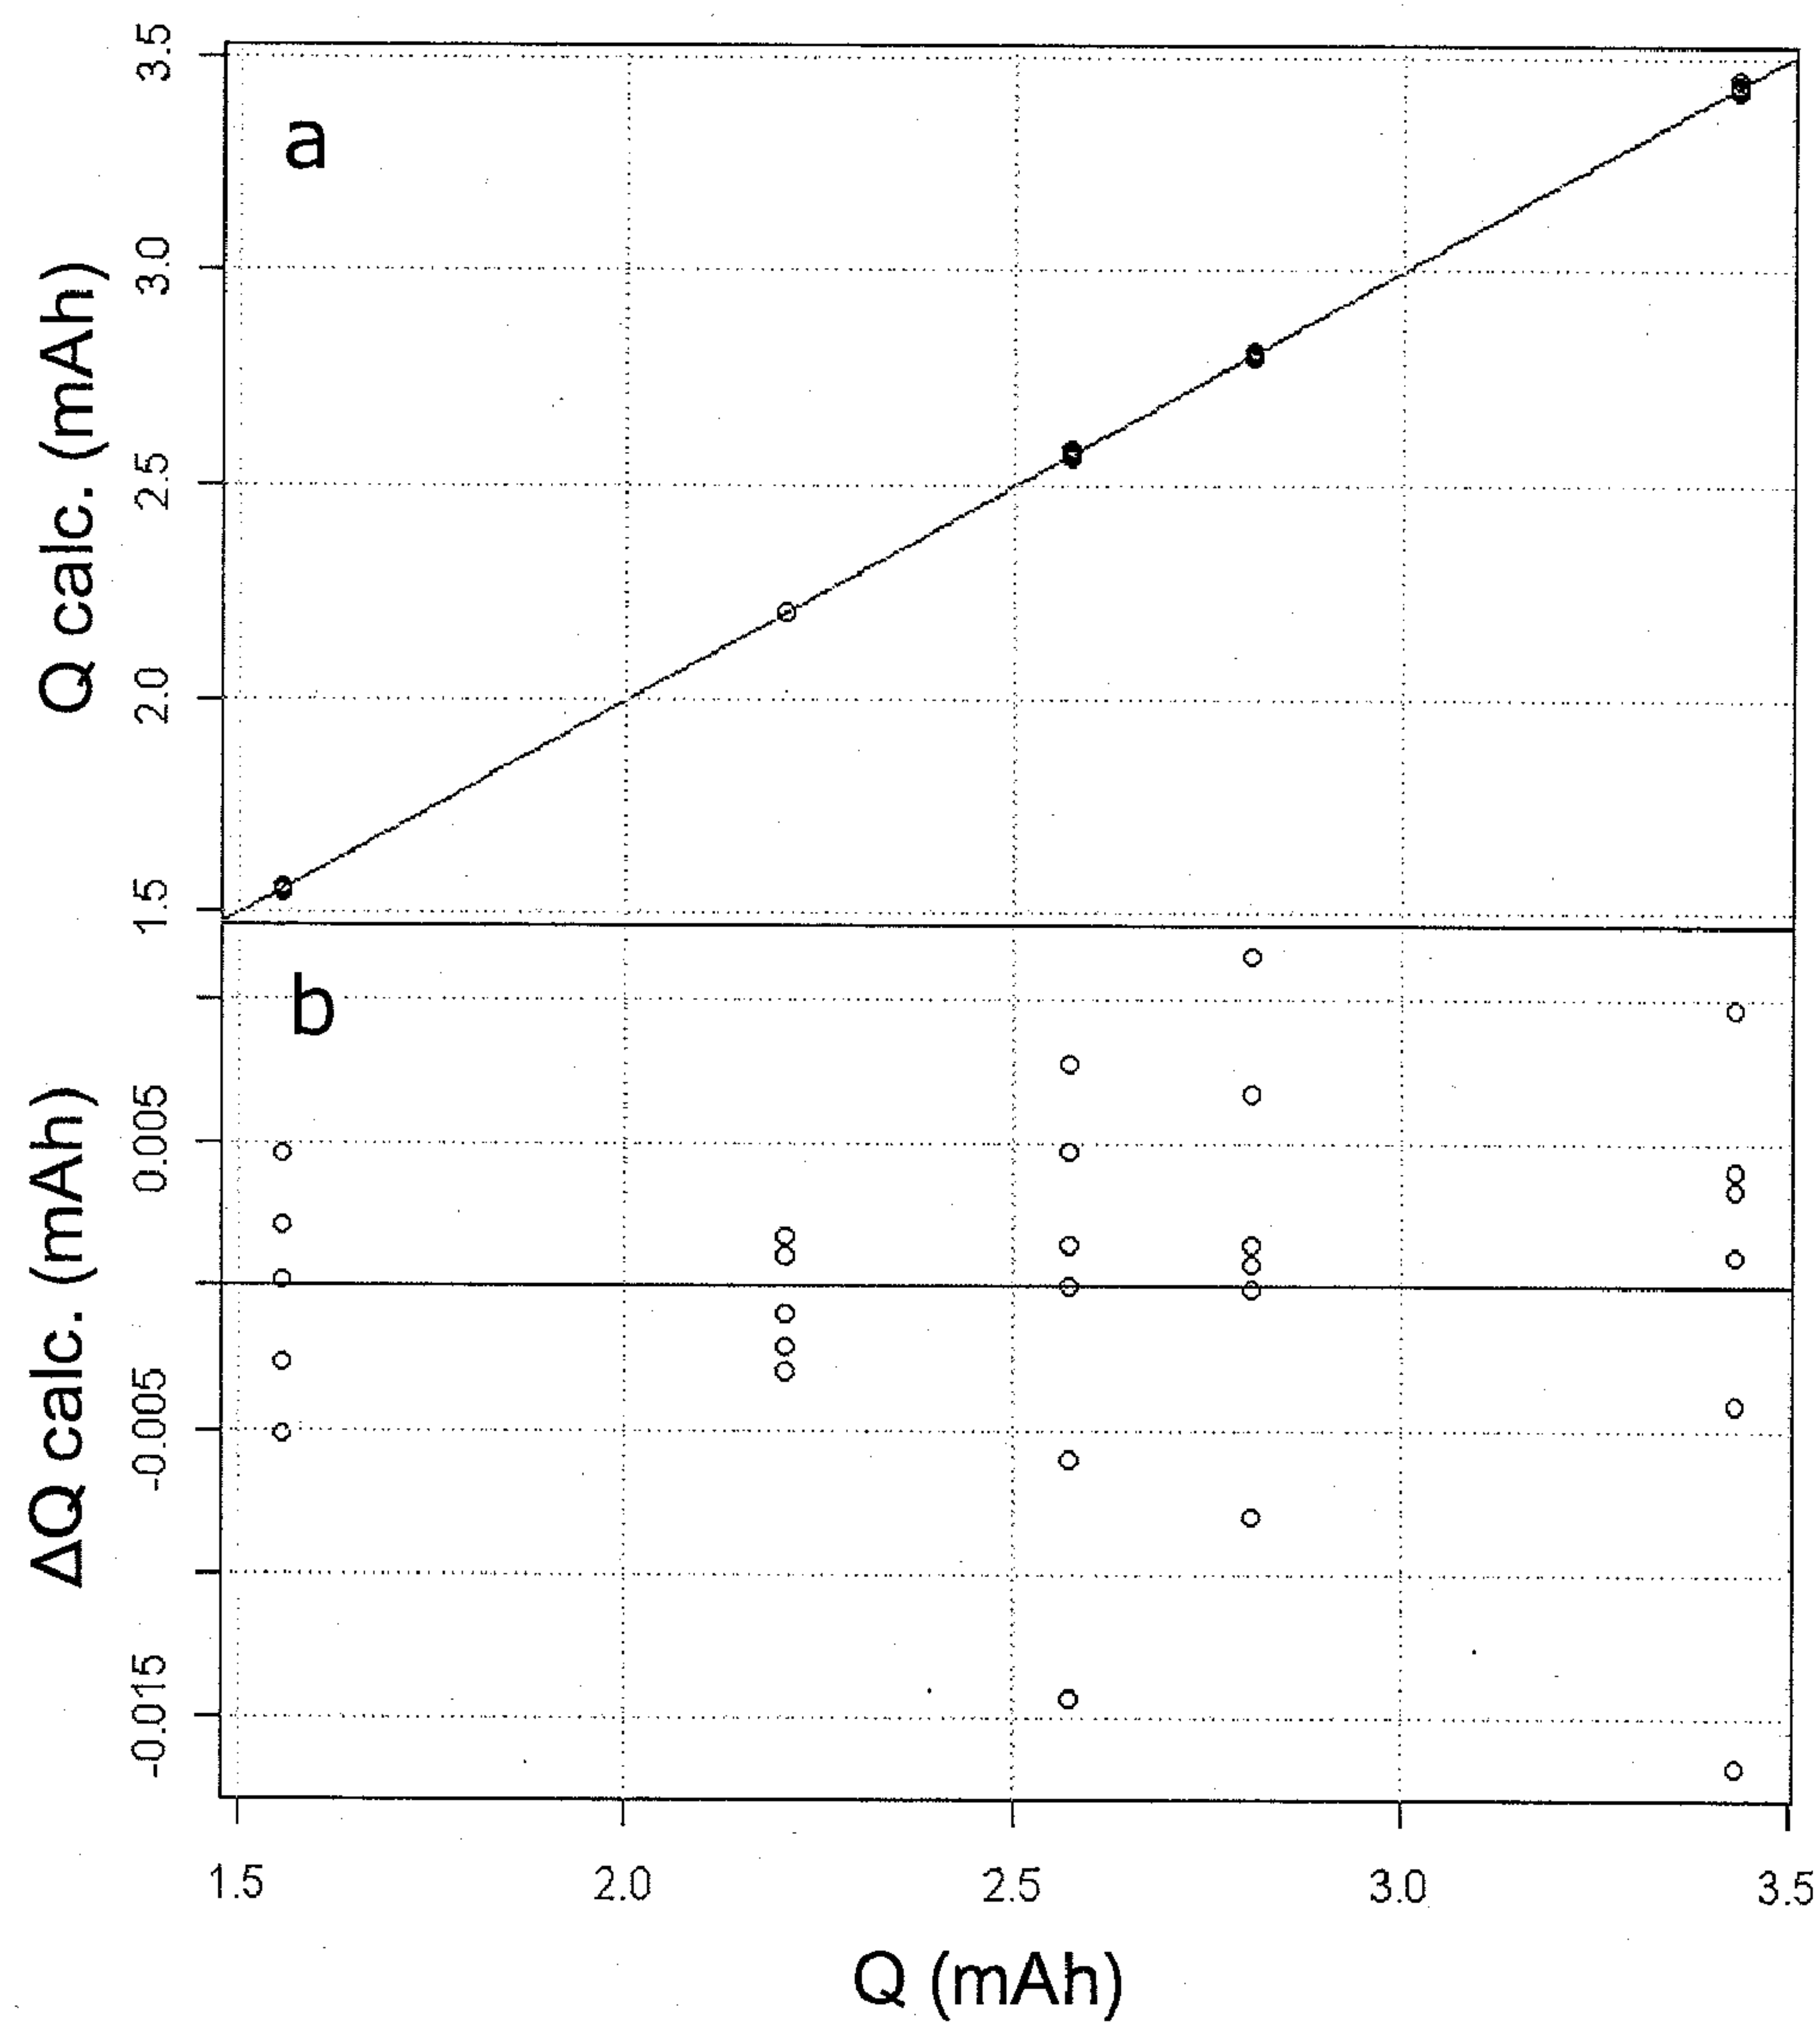 3.5
a
3.0
Q calc. (mAh)
2.5
2.0
1.5
b
0.005
ΔQ calc. (mAh)
-0.005
-0.015
1.5 2.0 2.5 3.0 3.5
Q (mAh)